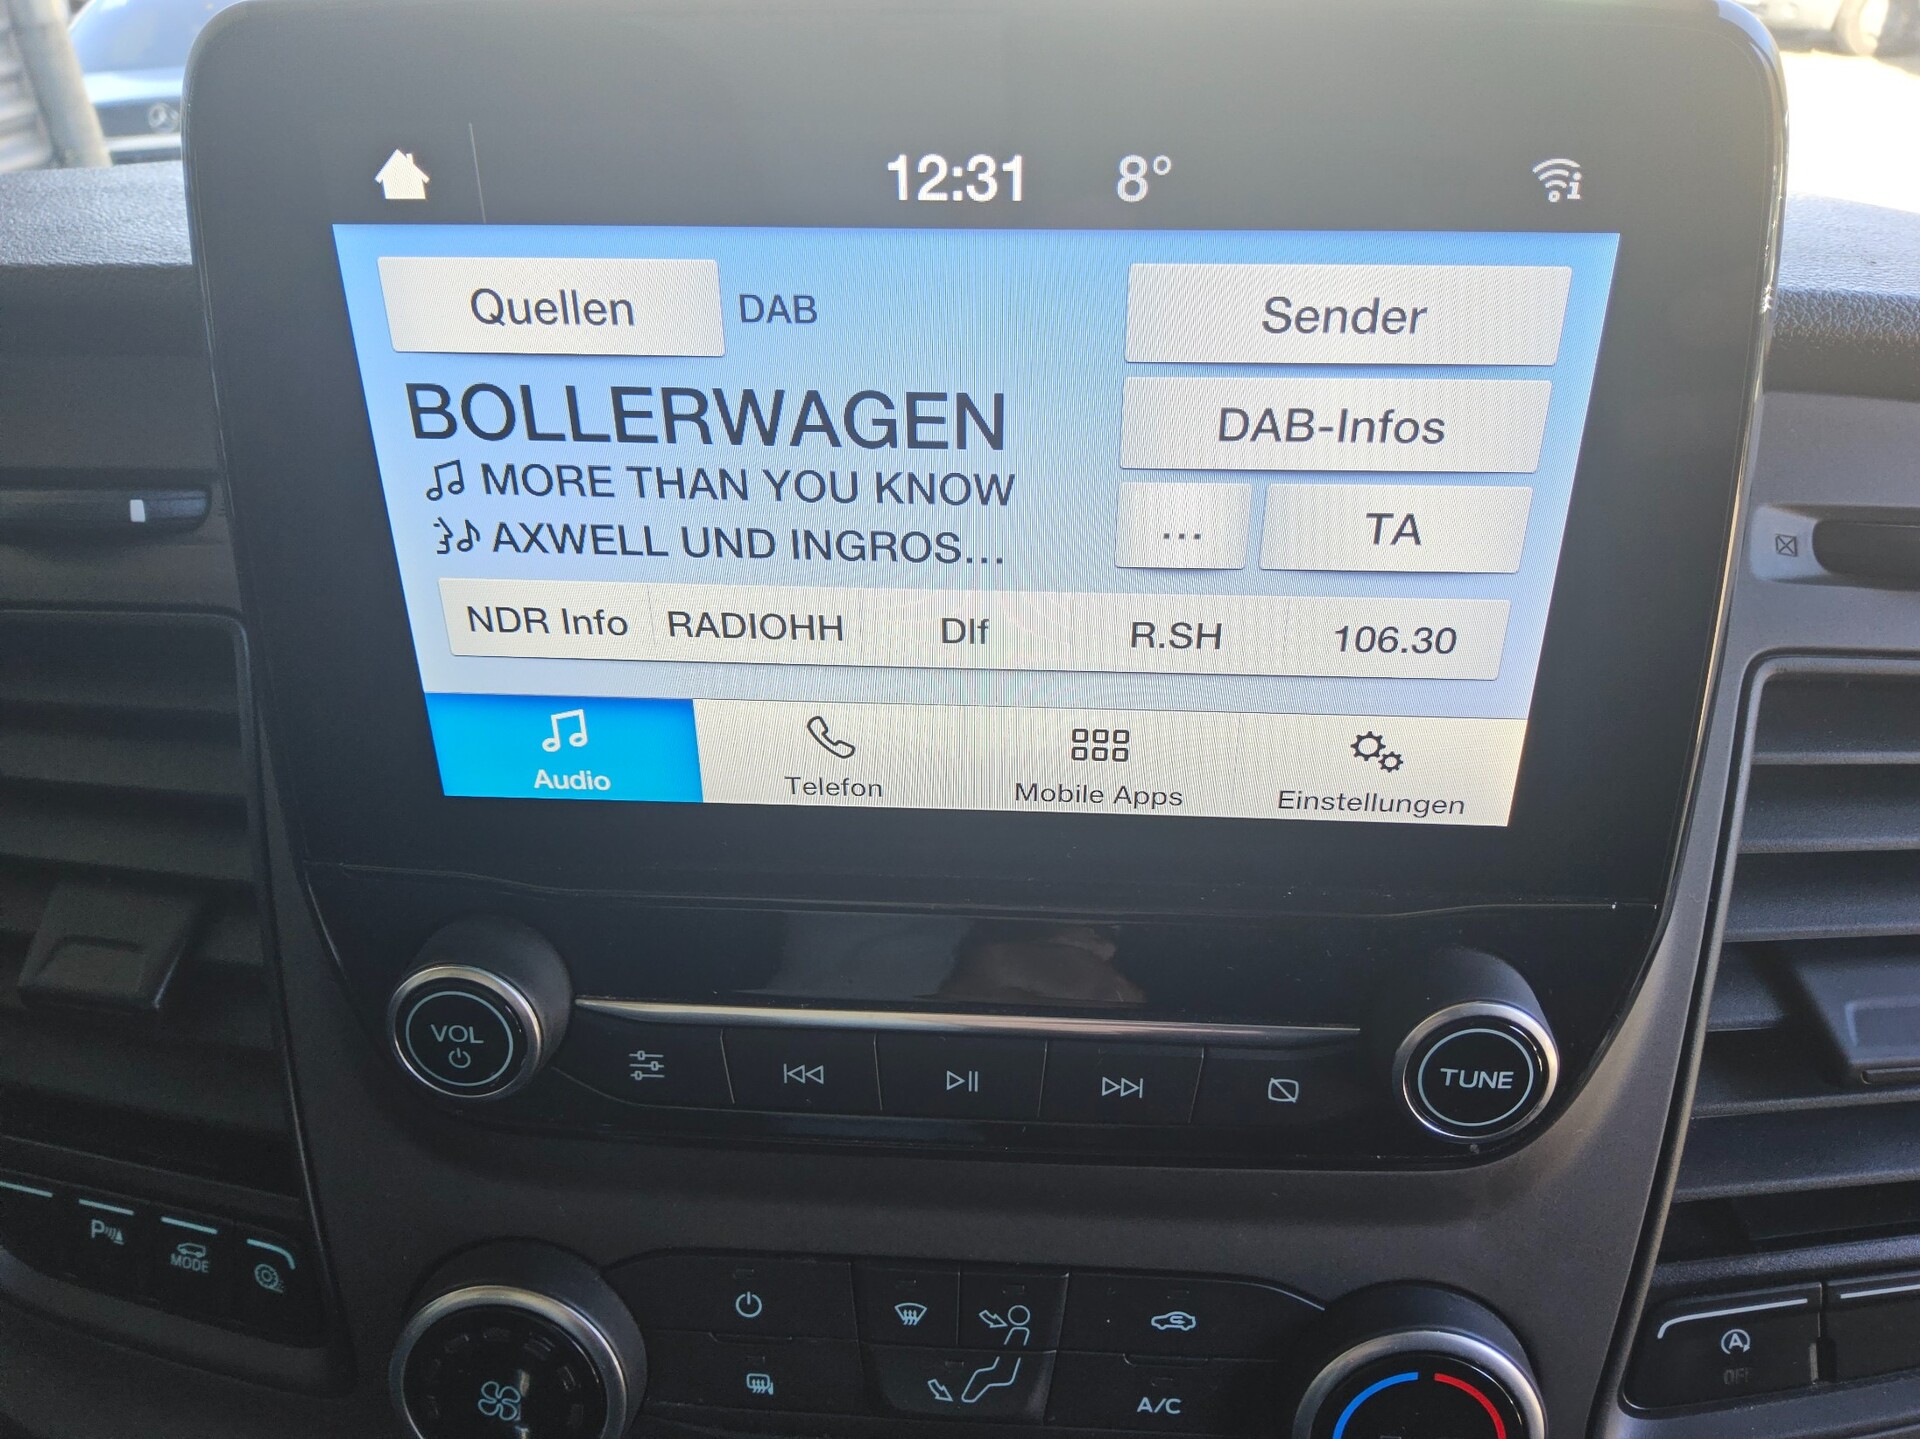 12:31 8°
Quellen DAB Sender
BOLLERWAGEN DAB-Infos
MORE THAN YOU KNOW
AXWELL UND INGROS...
... TA
NDR Info RADIOHH Dlf R.SH 106.30
Audio Telefon Mobile Apps Einstellungen
VOL
TUNE
P
MODE
A/C
A
OFF